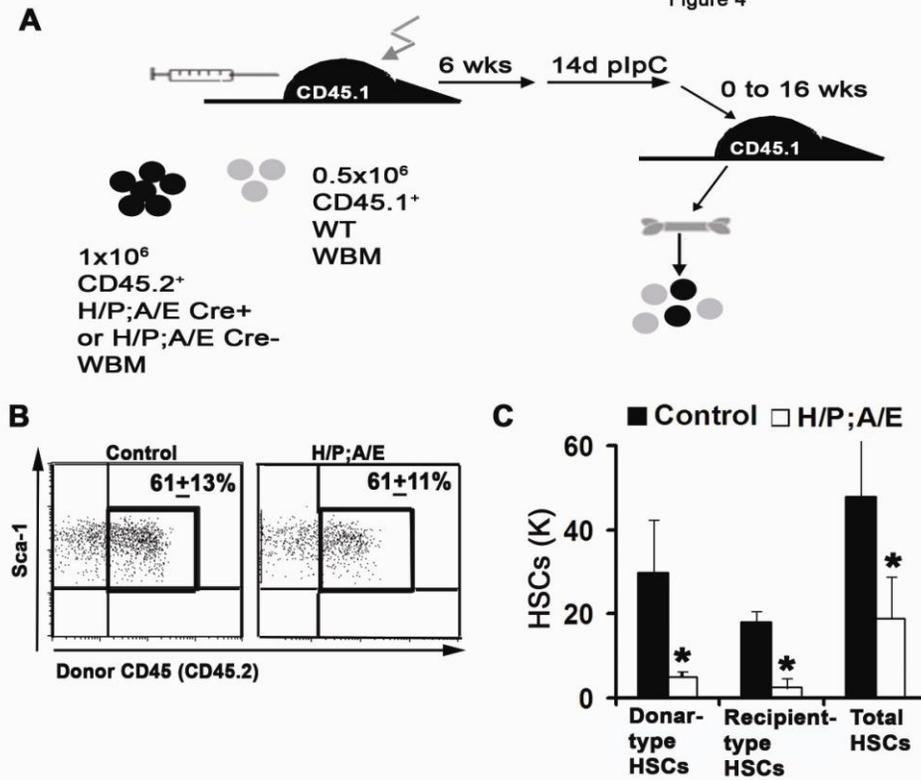 Figure 4
A
CD45.1
6 wks
14d pIpC
0 to 16 wks
CD45.1
0.5x10⁶
CD45.1⁺
WT
WBM
1x10⁶
CD45.2⁺
H/P;A/E Cre+
or H/P;A/E Cre-
WBM
B
Control
H/P;A/E
61±13%
61±11%
Sca-1
Donor CD45 (CD45.2)
C
Control
H/P;A/E
HSCs (K)
60
40
20
0
*
*
*
Donar-
type
HSCs
Recipient-
type
HSCs
Total
HSCs